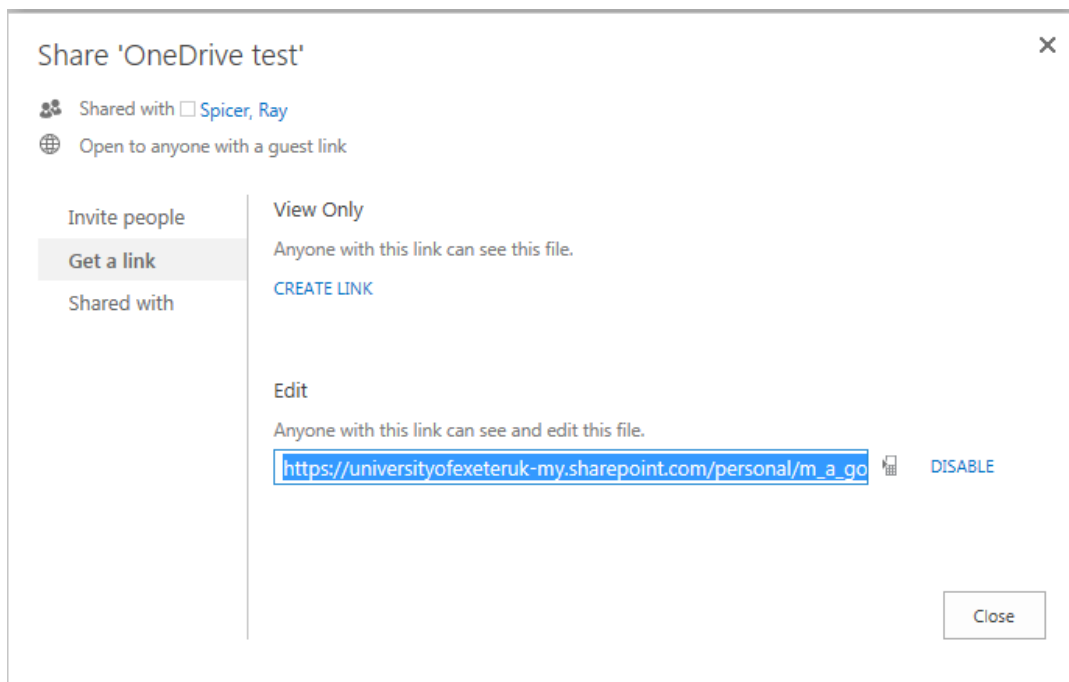 Share 'OneDrive test'
Shared with Spicer, Ray
Open to anyone with a guest link
Invite people
Get a link
Shared with
View Only
Anyone with this link can see this file.
CREATE LINK
Edit
Anyone with this link can see and edit this file.
https://universityofexeteruk-my.sharepoint.com/personal/m_a_go
DISABLE
Close